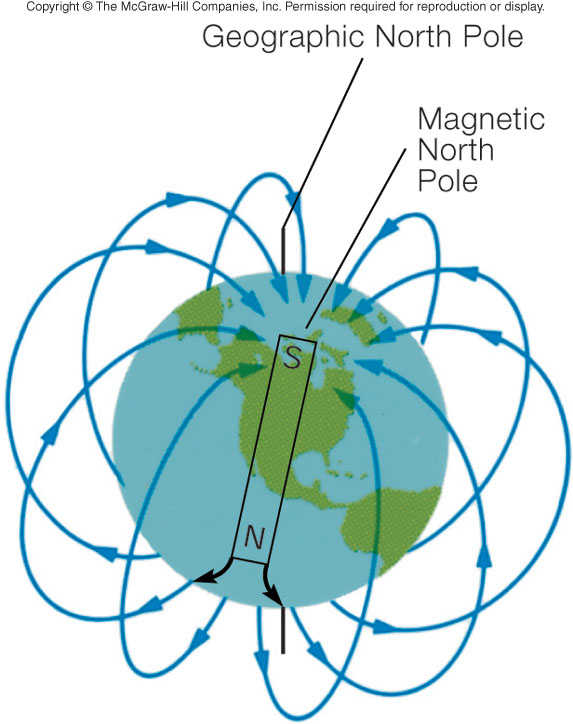 Copyright © The McGraw-Hill Companies, Inc. Permission required for reproduction or display.
Geographic North Pole
Magnetic
North
Pole
S
N